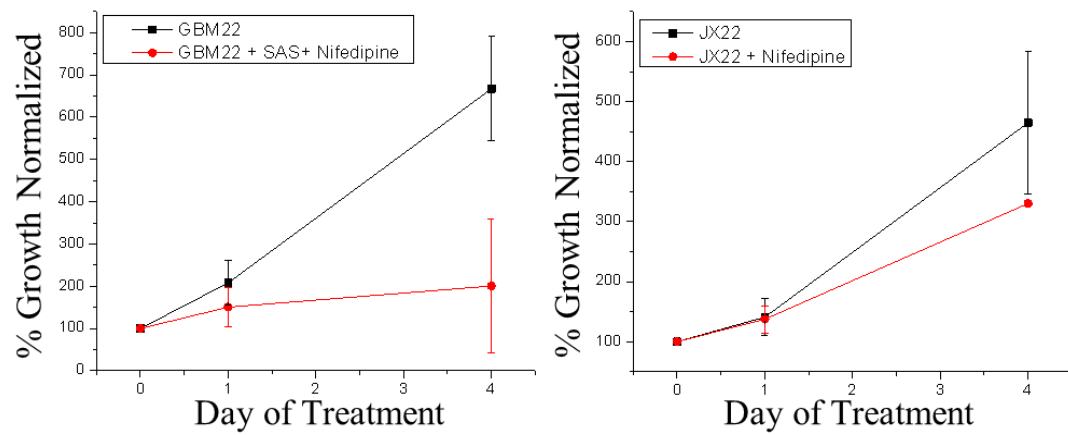 GBM22
GBM22 + SAS+ Nifedipine
800
700
600
500
400
300
200
100
0
0 1 2 3 4
% Growth Normalized
Day of Treatment
JX22
JX22 + Nifedipine
600
500
400
300
200
100
0 1 2 3 4
% Growth Normalized
Day of Treatment